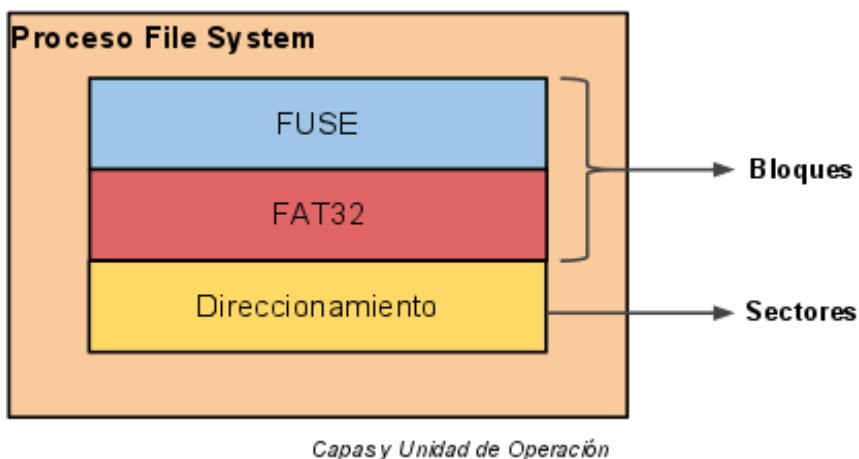 Proceso File System
FUSE
Bloques
FAT32
Direccionamiento
Sectores
Capas y Unidad de Operación